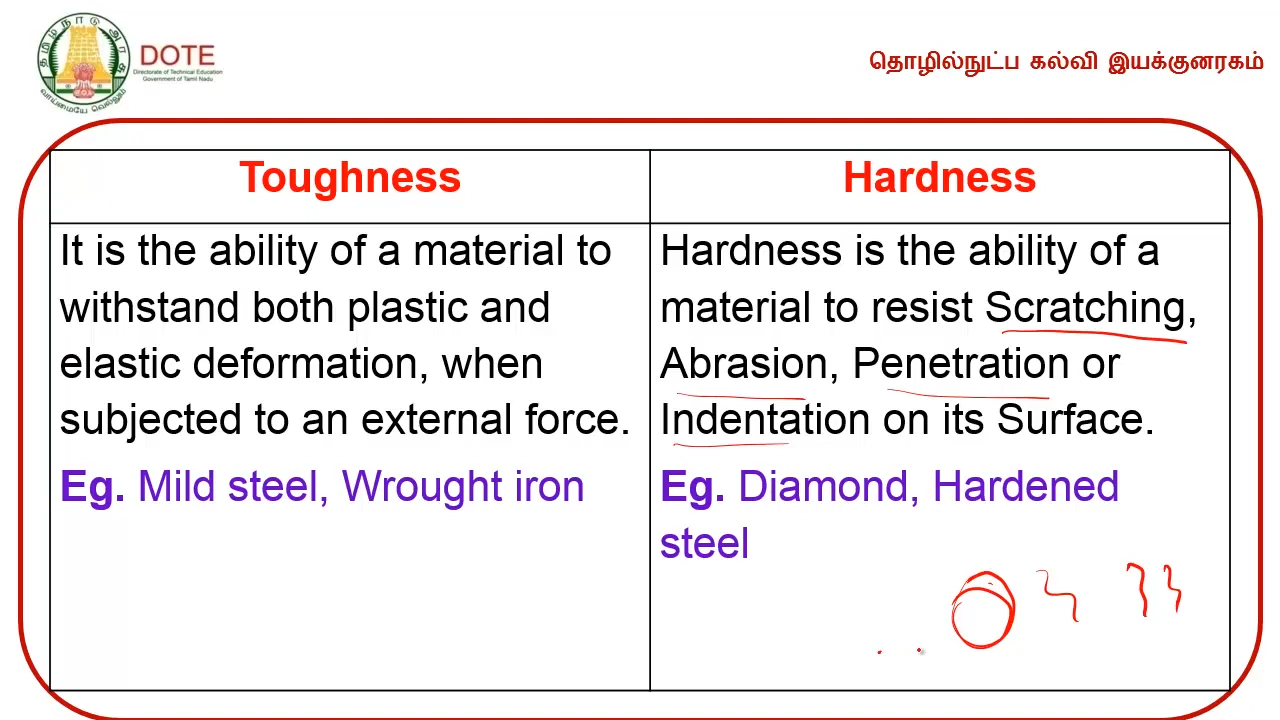 தமிழ்நாடு அரசு
வாய்மையே வெல்லும்
DOTE
Directorate of Technical Education
Government of Tamil Nadu
தொழில்நுட்ப கல்வி இயக்குனரகம்
Toughness
It is the ability of a material to
withstand both plastic and
elastic deformation, when
subjected to an external force.
Eg. Mild steel, Wrought iron
Hardness
Hardness is the ability of a
material to resist Scratching,
Abrasion, Penetration or
Indentation on its Surface.
Eg. Diamond, Hardened
steel